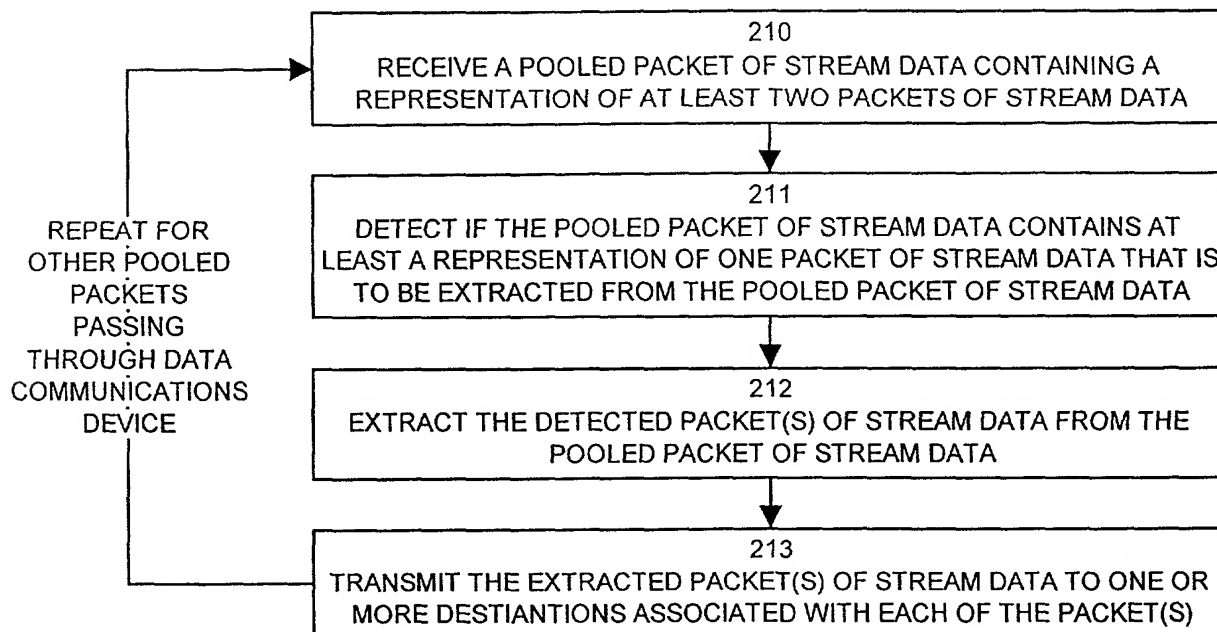 210
RECEIVE A POOLED PACKET OF STREAM DATA CONTAINING A
REPRESENTATION OF AT LEAST TWO PACKETS OF STREAM DATA
211
DETECT IF THE POOLED PACKET OF STREAM DATA CONTAINS AT
LEAST A REPRESENTATION OF ONE PACKET OF STREAM DATA THAT IS
TO BE EXTRACTED FROM THE POOLED PACKET OF STREAM DATA
212
EXTRACT THE DETECTED PACKET(S) OF STREAM DATA FROM THE
POOLED PACKET OF STREAM DATA
213
TRANSMIT THE EXTRACTED PACKET(S) OF STREAM DATA TO ONE OR
MORE DESTIANTIONS ASSOCIATED WITH EACH OF THE PACKET(S)
REPEAT FOR
OTHER POOLED
PACKETS
PASSING
THROUGH DATA
COMMUNICATIONS
DEVICE